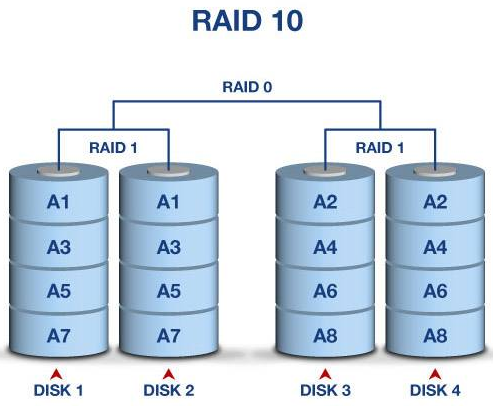 RAID 10
RAID 0
RAID 1 RAID 1
A1 A1 A2 A2
A3 A3 A4 A4
A5 A5 A6 A6
A7 A7 A8 A8
DISK 1 DISK 2 DISK 3 DISK 4